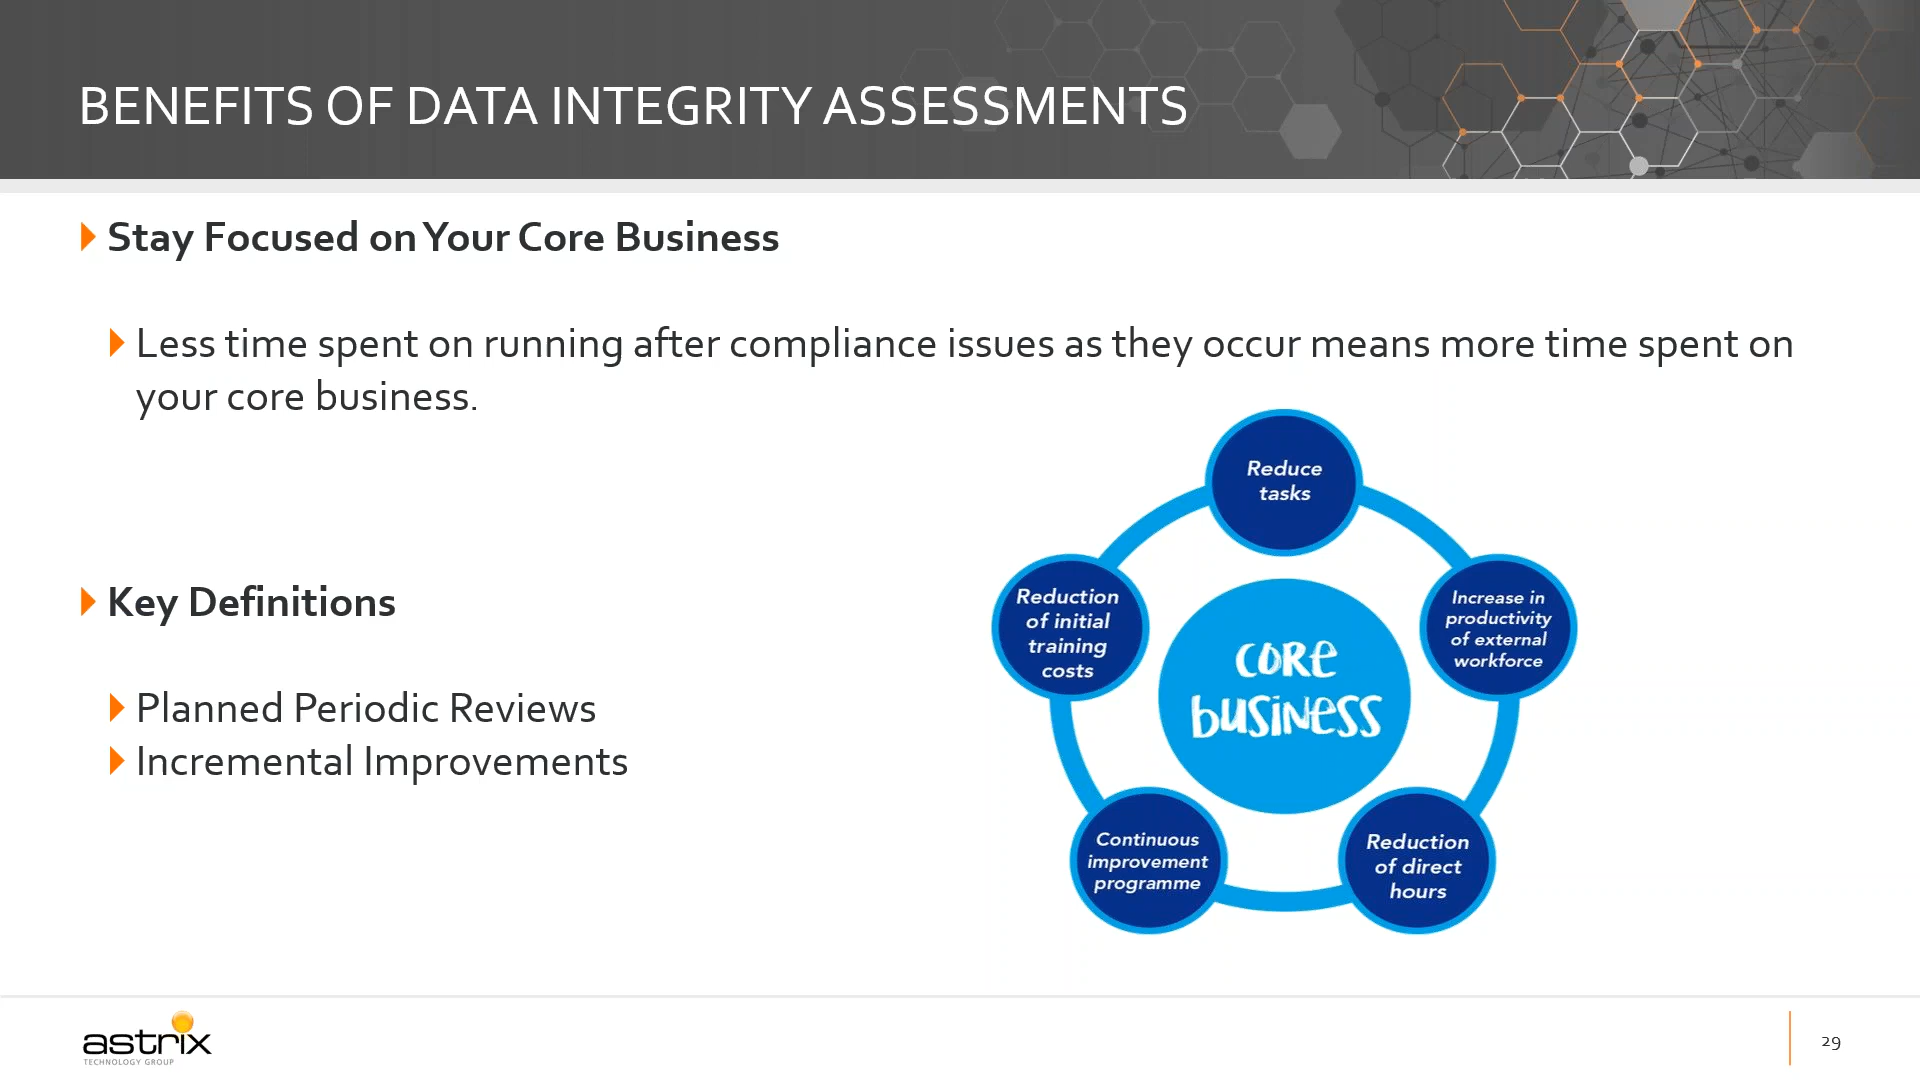 BENEFITS OF DATA INTEGRITY ASSESSMENTS
Stay Focused on Your Core Business
Less time spent on running after compliance issues as they occur means more time spent on
your core business.
Key Definitions
Planned Periodic Reviews
Incremental Improvements
Reduce
tasks
Increase in
productivity
of external
workforce
Reduction
of direct
hours
Continuous
improvement
programme
Reduction
of initial
training
costs
CORE
BUSINESS
astrix
TECHNOLOGY GROUP
29